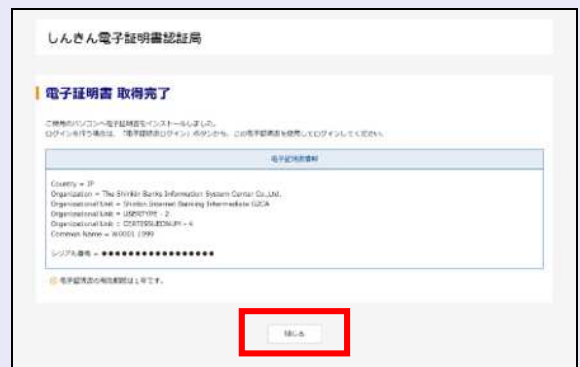 しんきん電子証明書認証局
電子証明書 取得完了
ご使用のパソコンへ電子証明書をインストールしました。
ログインを行う場合は、「電子証明書ログイン」ボタンから、この電子証明書を使用してログインしてください。
電子証明書情報
Country = JP
Organization = The Shinkin Banks Information System Center Co.,Ltd.
Organizational Unit = Shinkin Internet Banking Intermediate G2CA
Organizational Unit = USERTYPE - 2
Organizational Unit = CERTISSUEDNUM - 4
Common Name = W0001 1999
シリアル番号 = ●●●●●●●●●●●●●●●●●
電子証明書の有効期限は1年です。
閉じる